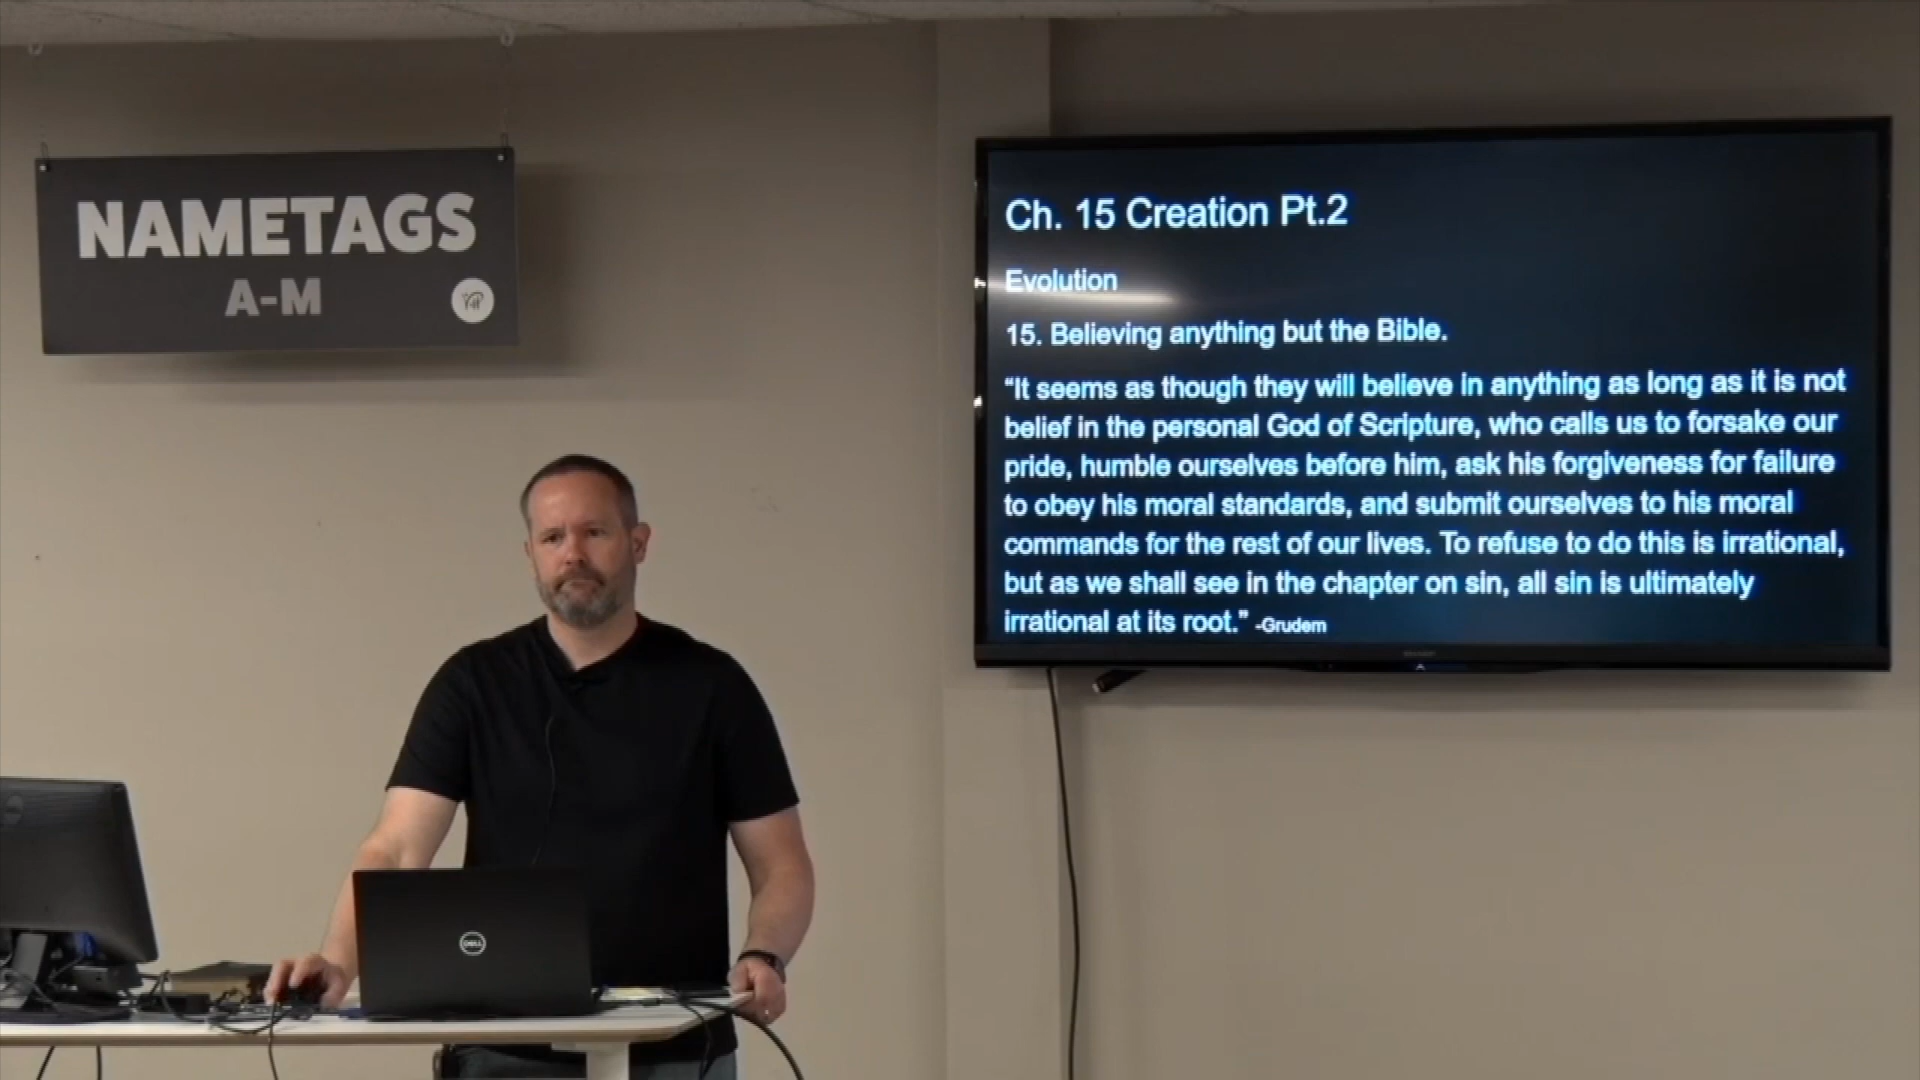 NAMETAGS
A-M
Ch. 15 Creation Pt.2
Evolution
15. Believing anything but the Bible.
“It seems as though they will believe in anything as long as it is not
belief in the personal God of Scripture, who calls us to forsake our
pride, humble ourselves before him, ask his forgiveness for failure
to obey his moral standards, and submit ourselves to his moral
commands for the rest of our lives. To refuse to do this is irrational,
but as we shall see in the chapter on sin, all sin is ultimately
irrational at its root.” -Grudem
DELL